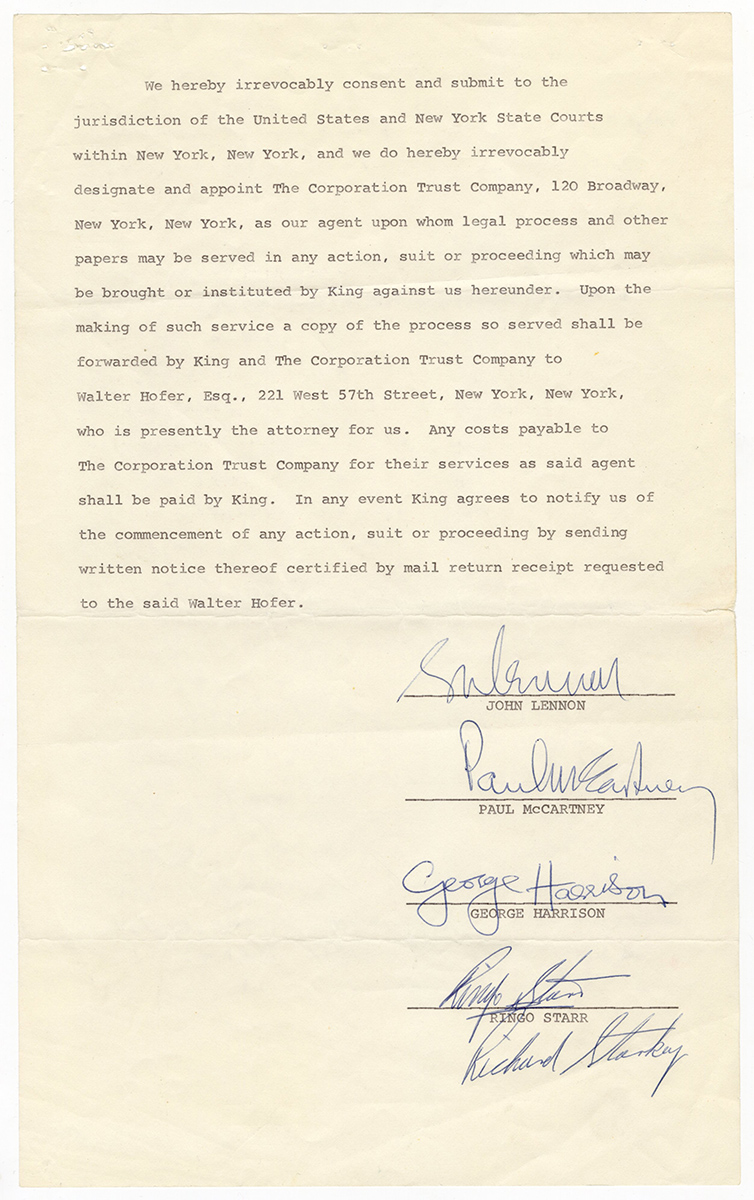 We hereby irrevocably consent and submit to the
jurisdiction of the United States and New York State Courts
within New York, New York, and we do hereby irrevocably
designate and appoint The Corporation Trust Company, 120 Broadway,
New York, New York, as our agent upon whom legal process and other
papers may be served in any action, suit or proceeding which may
be brought or instituted by King against us hereunder. Upon the
making of such service a copy of the process so served shall be
forwarded by King and The Corporation Trust Company to
Walter Hofer, Esq., 221 West 57th Street, New York, New York,
who is presently the attorney for us. Any costs payable to
The Corporation Trust Company for their services as said agent
shall be paid by King. In any event King agrees to notify us of
the commencement of any action, suit or proceeding by sending
written notice thereof certified by mail return receipt requested
to the said Walter Hofer.
Lennon
JOHN LENNON
Paul McCartney
PAUL McCARTNEY
George Harrison
GEORGE HARRISON
Ringo Starr
RINGO STARR
Richard Starkey